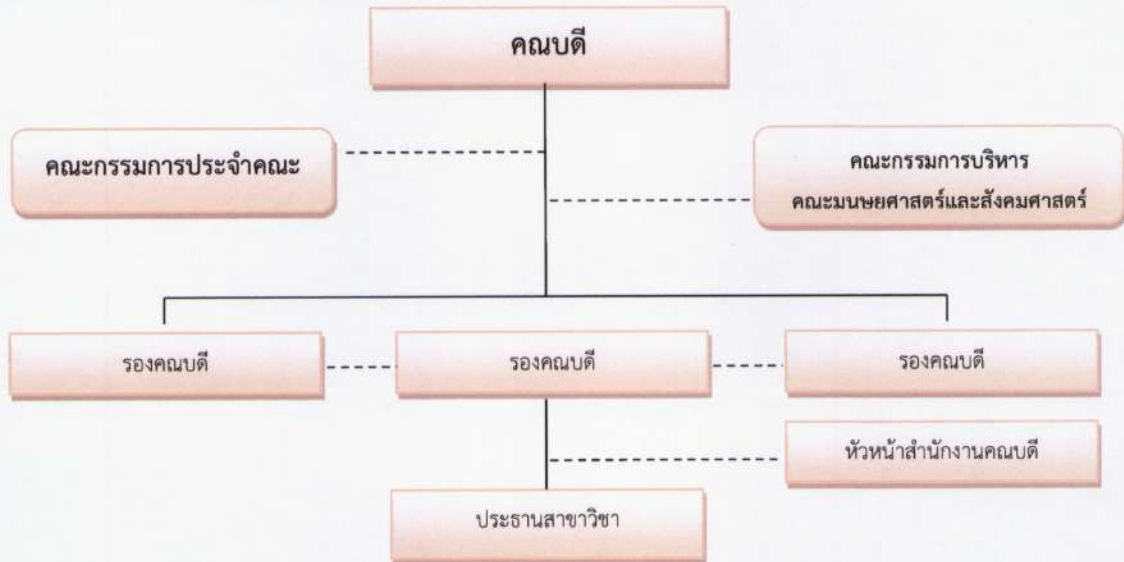 คณบดี
คณะกรรมการประจำคณะ
คณะกรรมการบริหาร
คณะมนุษยศาสตร์และสังคมศาสตร์
รองคณบดี
รองคณบดี
รองคณบดี
หัวหน้าสำนักงานคณบดี
ประธานสาขาวิชา